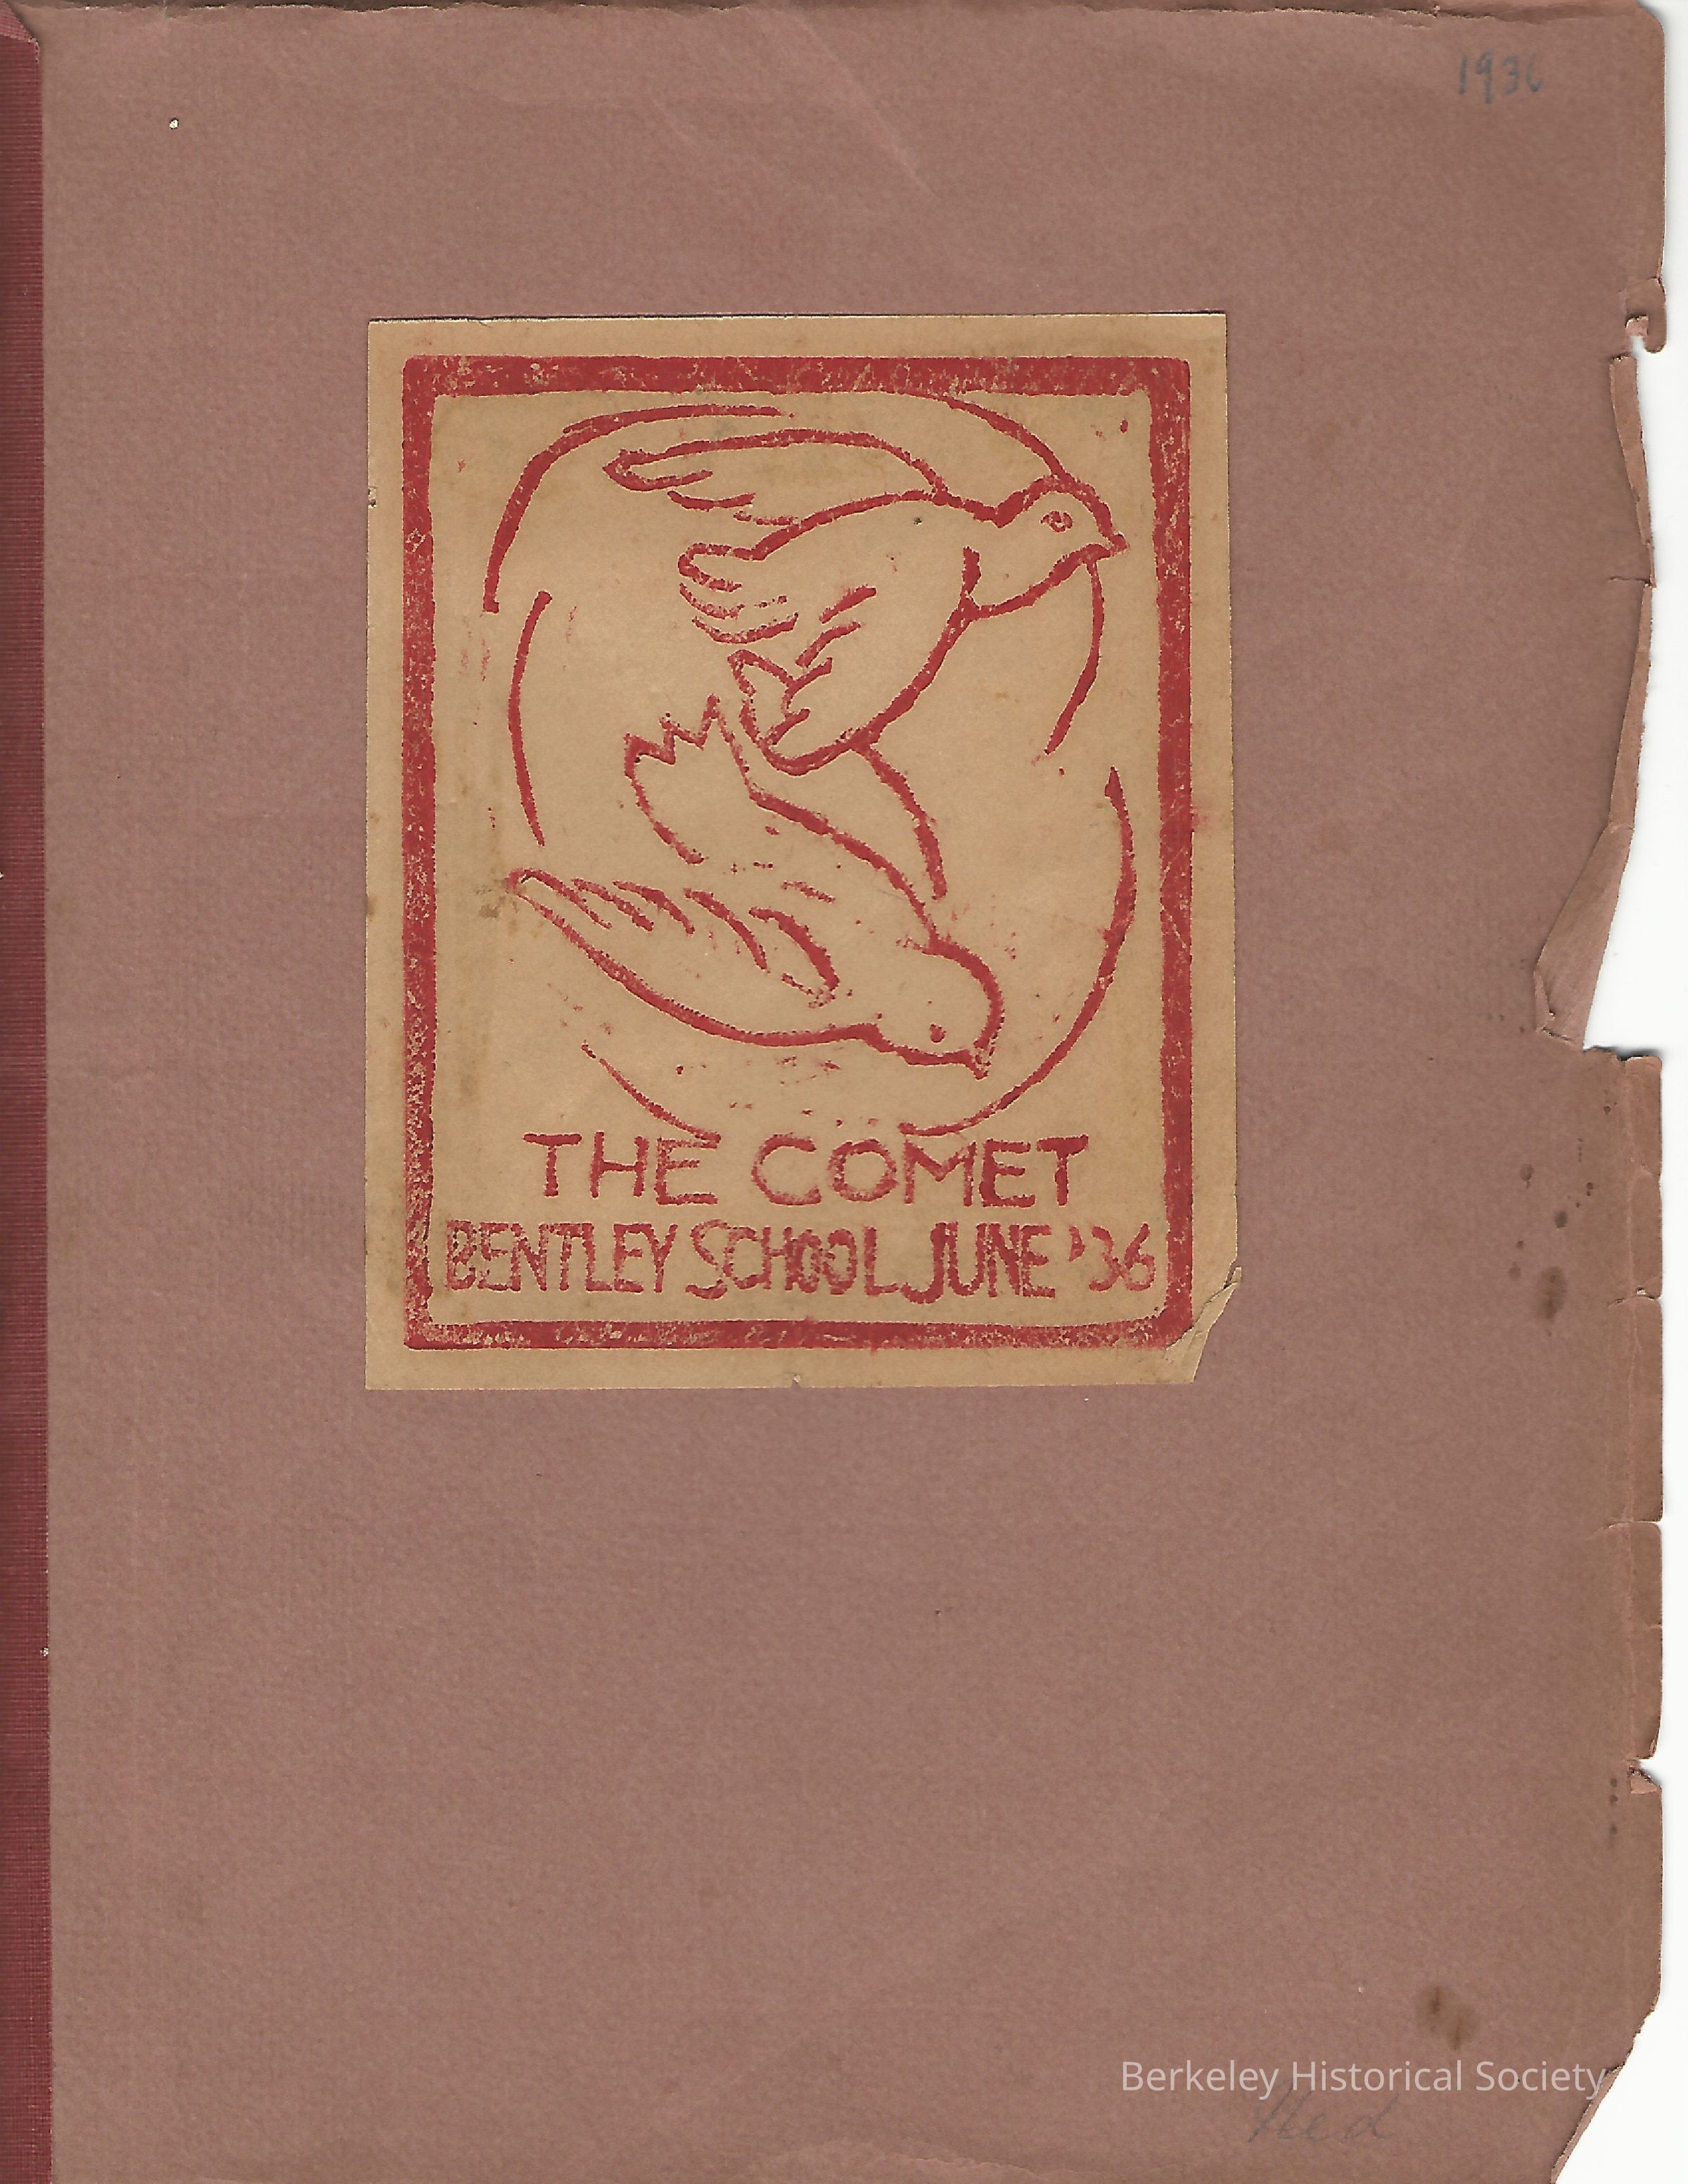 1936
THE COMET
BENTLEY SCHOOL JUNE '36
Berkeley Historical Society